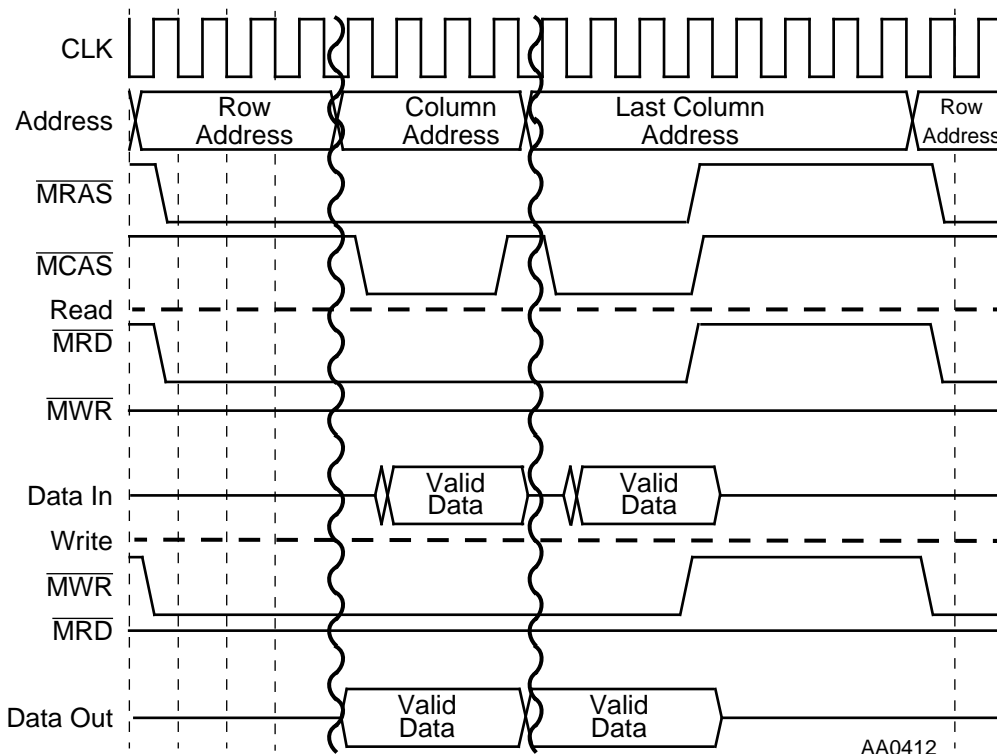 CLK
Address
Row
Address
Column
Address
Last Column
Address
Row
Address
MRAS
MCAS
Read
MRD
MWR
Data In
Valid
Data
Valid
Data
Write
MWR
MRD
Data Out
Valid
Data
Valid
Data
AA0412